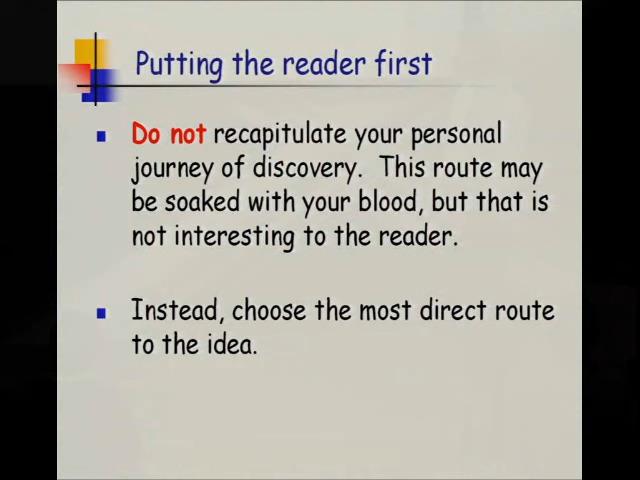 Putting the reader first
Do not recapitulate your personal
journey of discovery. This route may
be soaked with your blood, but that is
not interesting to the reader.
Instead, choose the most direct route
to the idea.